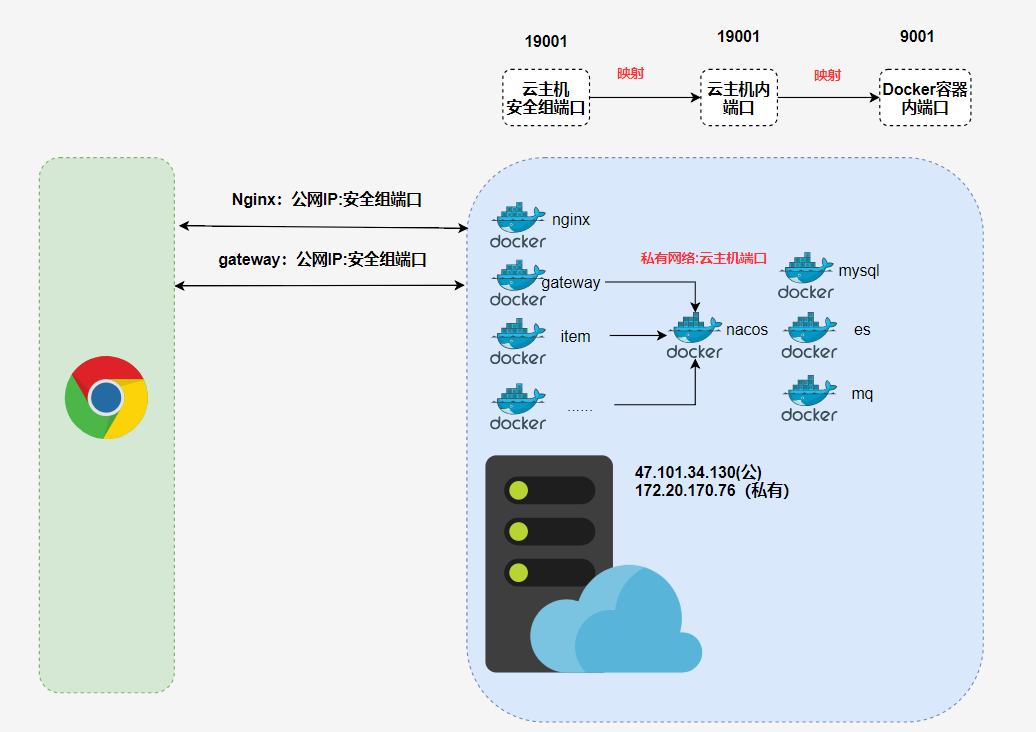 19001
19001
9001
映射
映射
云主机
安全组端口
云主机内
端口
Docker容器
内端口
Nginx：公网IP:安全组端口
gateway：公网IP:安全组端口
docker
nginx
docker
gateway
私有网络:云主机端口
docker
mysql
docker
item
docker
nacos
docker
es
docker
......
docker
mq
47.101.34.130(公)
172.20.170.76（私有）